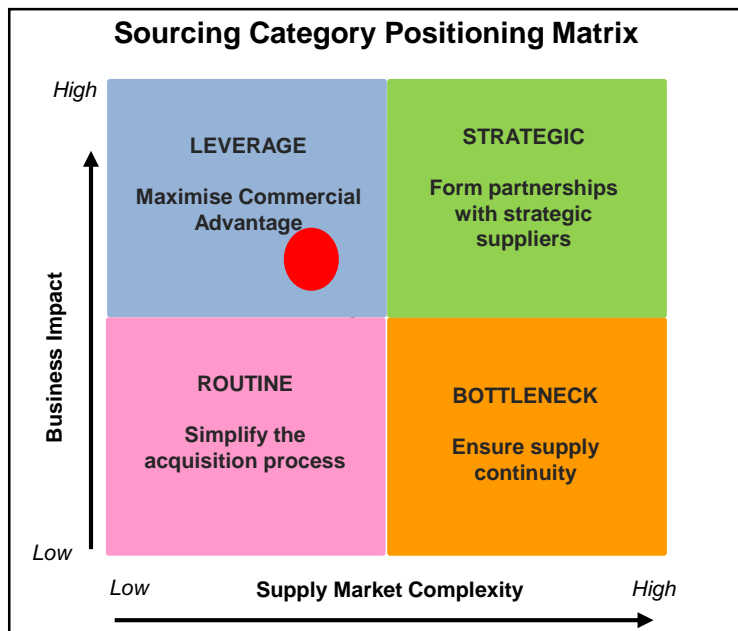 Sourcing Category Positioning Matrix
High
LEVERAGE
Maximise Commercial
Advantage
STRATEGIC
Form partnerships
with strategic
suppliers
Business Impact
ROUTINE
Simplify the
acquisition process
BOTTLENECK
Ensure supply
continuity
Low
Low
Supply Market Complexity
High